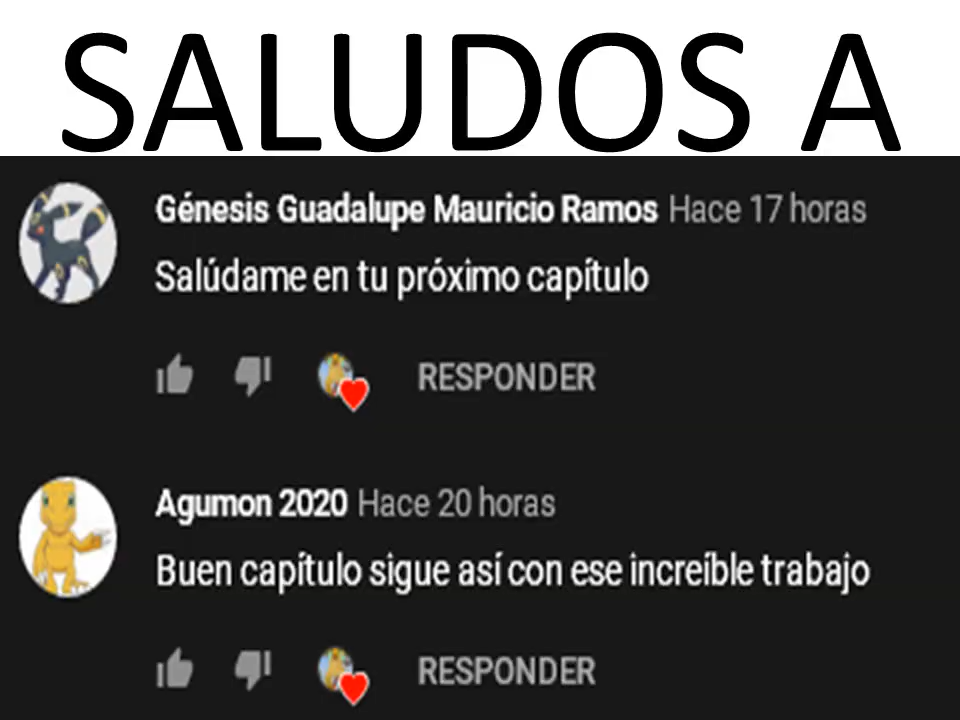 SALUDOS A
Génesis Guadalupe Mauricio Ramos Hace 17 horas
Salúdame en tu próximo capítulo
RESPONDER
Agumon 2020 Hace 20 horas
Buen capítulo sigue así con ese increíble trabajo
RESPONDER